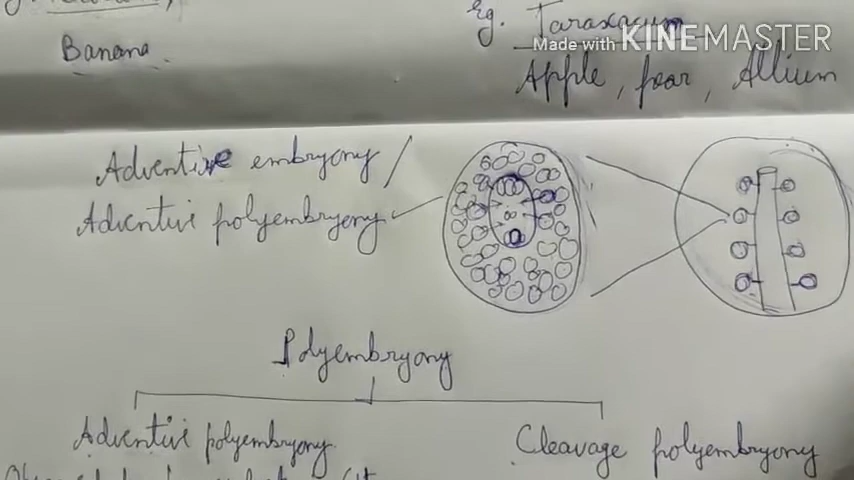 Eg. Taraxacum
Made with KINEMASTER
Banana
Apple, pear, Allium
Adventive embryony /
Adventive polyembryony
Polyembryony
Adventive polyembryony
Cleavage polyembryony